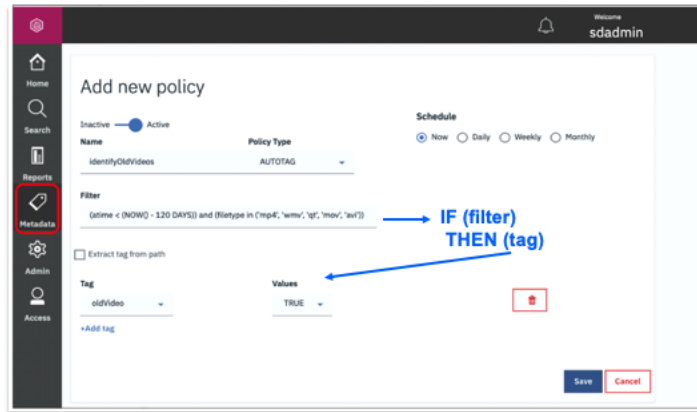 Welcome
sdadmin
Home
Search
Reports
Metadata
Admin
Access
Add new policy
Inactive Active
Schedule
Now Daily Weekly Monthly
Name Policy Type
identifyOldVideos AUTOTAG
Filter
(atime < (NOW() - 120 DAYS)) and (filetype in ('mp4', 'wmv', 'qt', 'mov', 'avi'))
IF (filter)
THEN (tag)
Extract tag from path
Tag Values
oldVideo TRUE
+Add tag
Save Cancel